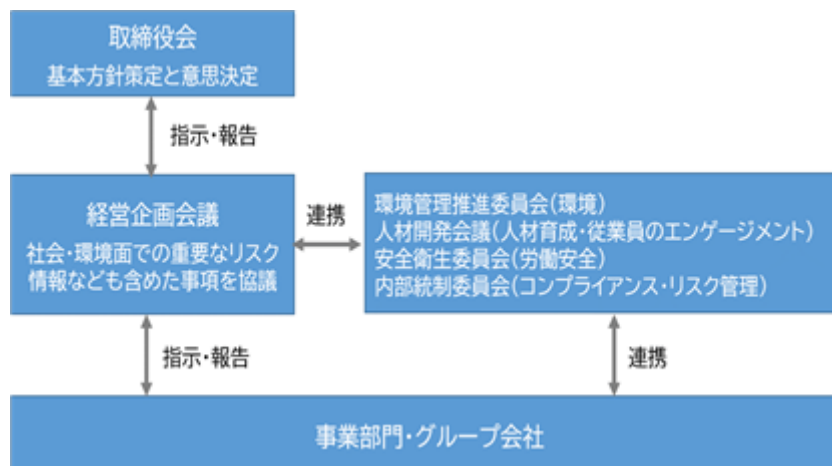 取締役会
基本方針策定と意思決定
指示・報告
経営企画会議
社会・環境面での重要なリスク
情報なども含めた事項を協議
連携
環境管理推進委員会(環境)
人材開発会議(人材育成・従業員のエンゲージメント)
安全衛生委員会(労働安全)
内部統制委員会(コンプライアンス・リスク管理)
指示・報告
連携
事業部門・グループ会社